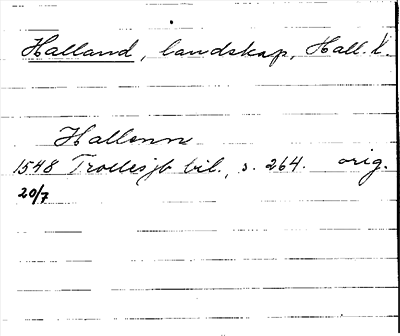 Halland, landskap, Hall. l.
Hallenn
1548 Trollesjb bil., s. 264. orig.
20/7